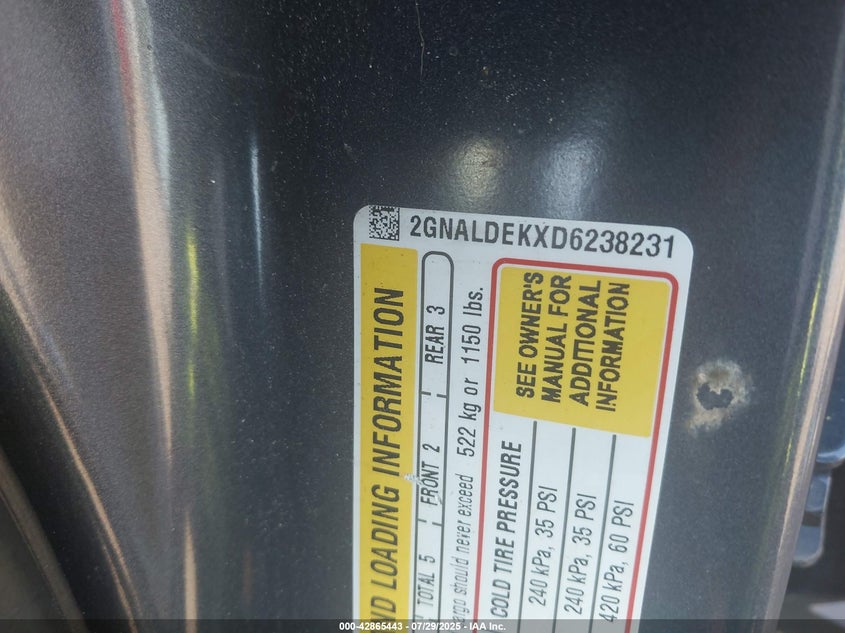 2GNALDEKXD6238231
ND LOADING INFORMATION
TOTAL 5 FRONT 2 REAR 3
should never exceed 522 kg or 1150 lbs.
COLD TIRE PRESSURE
SEE OWNER'S
MANUAL FOR
ADDITIONAL
INFORMATION
240 kPa, 35 PSI
240 kPa, 35 PSI
420 kPa, 60 PSI
000-42865443 - 07/29/2025 - IAA Inc.